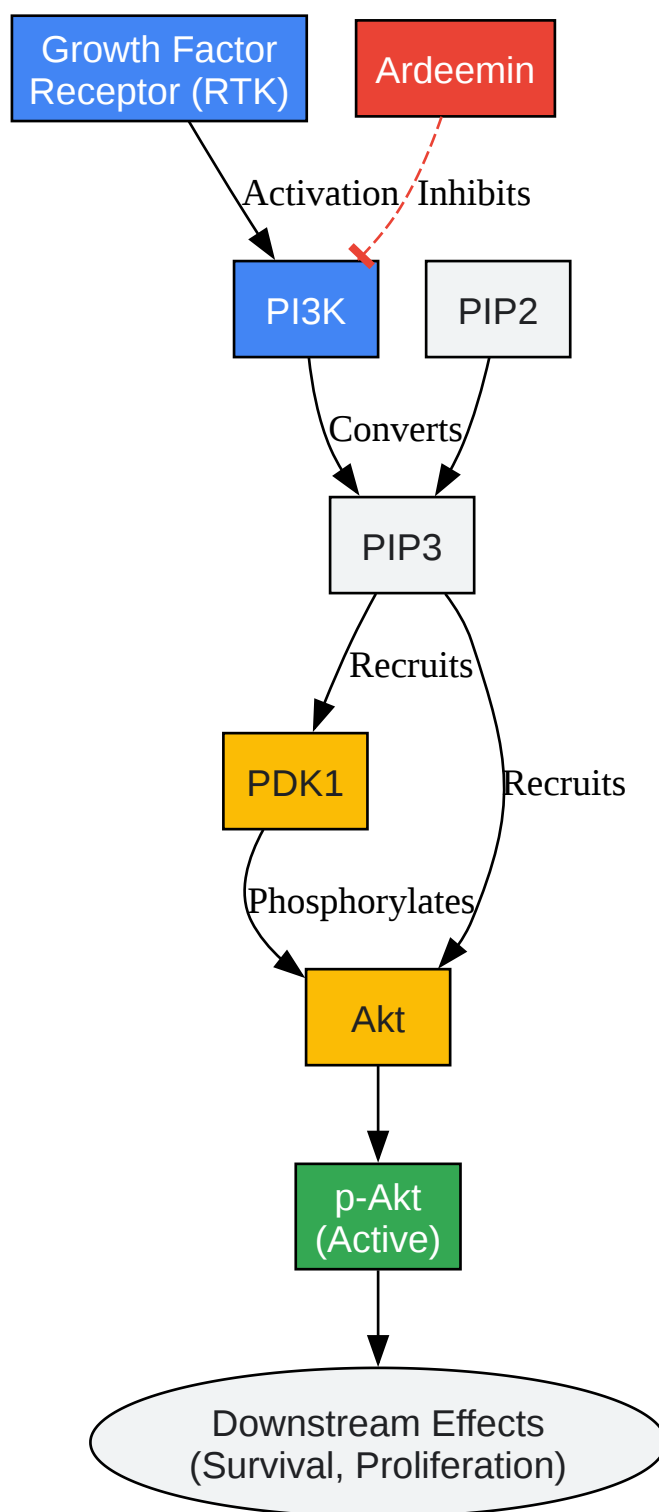 Growth Factor
Receptor (RTK)
Ardeemin
Activation
Inhibits
PI3K
PIP2
Converts
PIP3
Recruits
PDK1
Recruits
Phosphorylates
Akt
p-Akt
(Active)
Downstream Effects
(Survival, Proliferation)